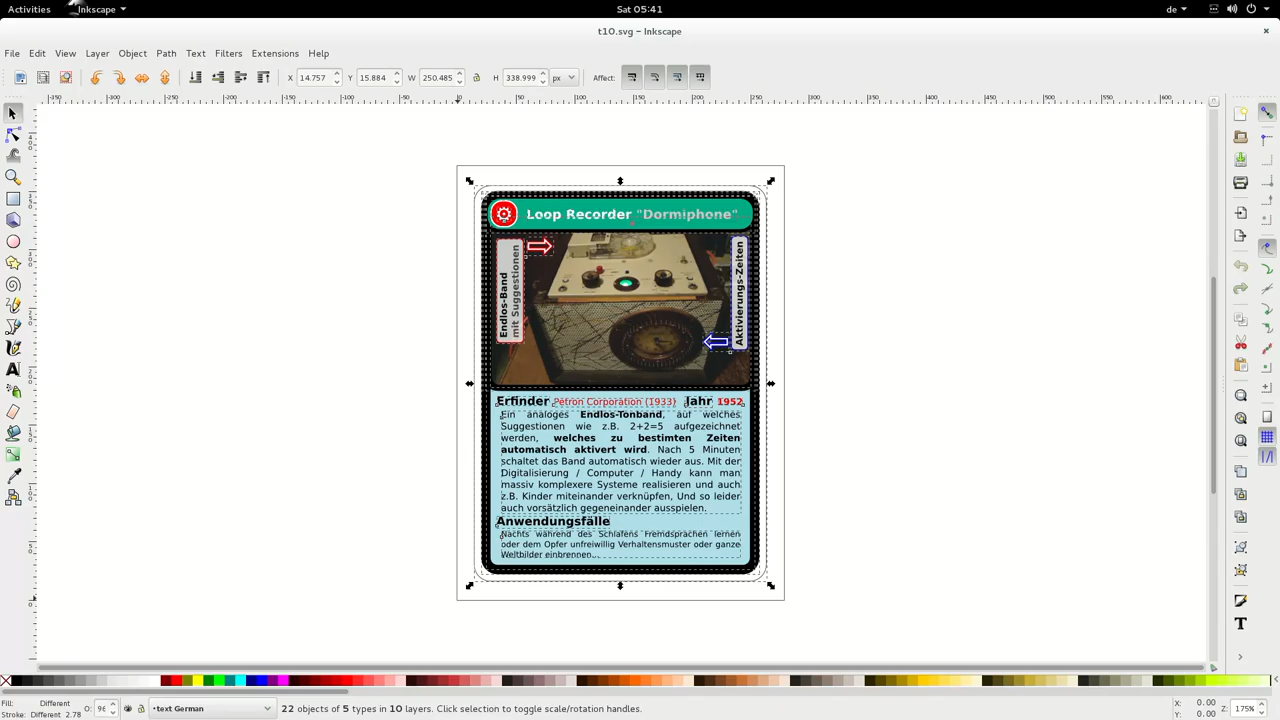 Activities
Inkscape
Sat 05:41
de
t10.svg – Inkscape
File Edit View Layer Object Path Text Filters Extensions Help
X 14.757 Y 15.884 W 250.485 H 338.999 px Affect:
Loop Recorder "Dormiphone"
Endlos-Band
mit Suggestionen
Aktivierungs-Zeiten
Erfinder Petron Corporation (1933) Jahr 1952
Ein analoges Endlos-Tonband, auf welches
Suggestionen wie z.B. 2+2=5 aufgezeichnet
werden, welches zu bestimten Zeiten
automatisch aktivert wird. Nach 5 Minuten
schaltet das Band automatisch wieder aus. Mit der
Digitalisierung / Computer / Handy kann man
massiv komplexere Systeme realisieren und auch
z.B. Kinder miteinander verknüpfen, Und so leider
auch vorsätzlich gegeneinander ausspielen.
Anwendungsfälle
Nachts während des Schlafens Fremdsprachen lernen
oder dem Opfer unfreiwillig Verhaltensmuster oder ganze
Weltbilder einbrennen...
Fill: Different
Stroke: Different 2.78
O: 96
•text German
22 objects of 5 types in 10 layers. Click selection to toggle scale/rotation handles.
X: 0.00
Y: 0.00
Z: 175%